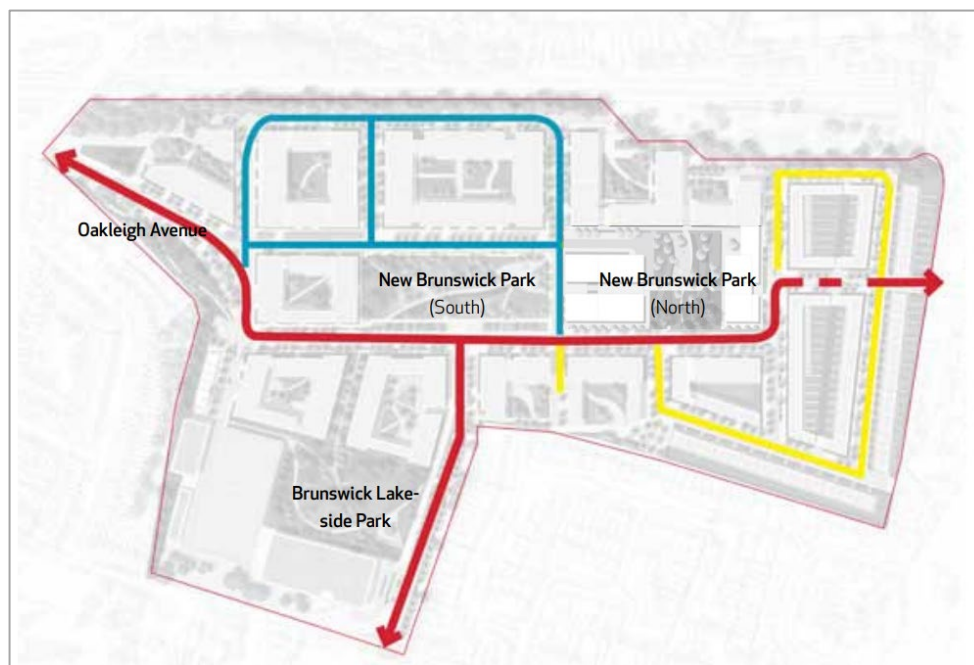 Oakleigh Avenue
New Brunswick Park
(South)
New Brunswick Park
(North)
Brunswick Lake-
side Park